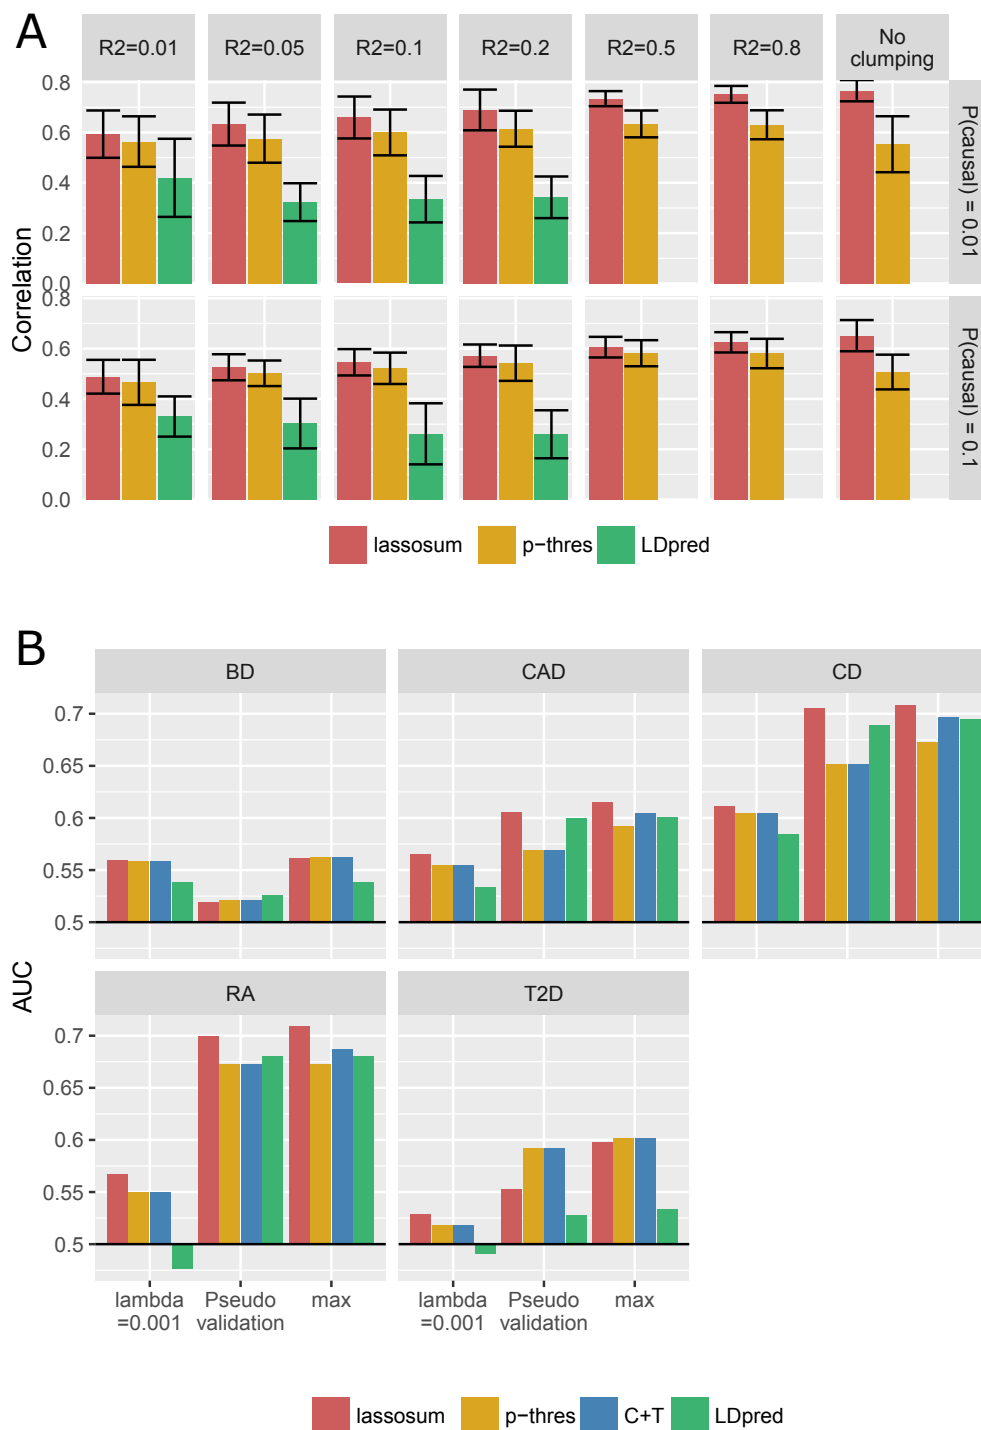 A
R2=0.01 R2=0.05 R2=0.1 R2=0.2 R2=0.5 R2=0.8 No clumping
Correlation
0.8
0.6
0.4
0.2
0.0
P(causal) = 0.01
0.8
0.6
0.4
0.2
0.0
P(causal) = 0.1
lassosum p-thres LDpred
B
BD CAD CD
0.7
0.65
0.6
0.55
0.5
AUC
RA T2D
0.7
0.65
0.6
0.55
0.5
lambda =0.001 Pseudo validation max lambda =0.001 Pseudo validation max
lassosum p-thres C+T LDpred